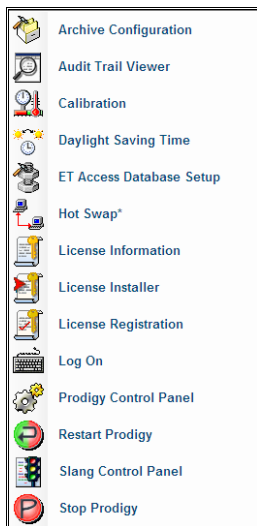 Archive Configuration
Audit Trail Viewer
Calibration
Daylight Saving Time
ET Access Database Setup
Hot Swap*
License Information
License Installer
License Registration
Log On
Prodigy Control Panel
Restart Prodigy
Slang Control Panel
Stop Prodigy